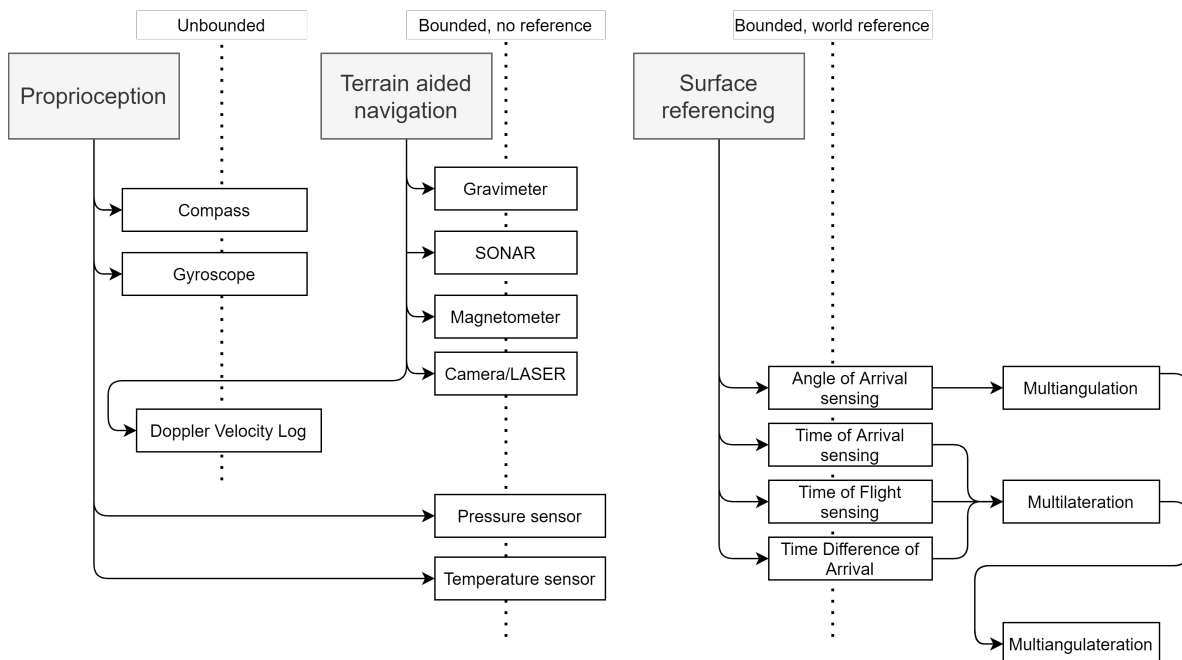 Unbounded
Bounded, no reference
Bounded, world reference
Proprioception
Terrain aided
navigation
Surface
referencing
Gravimeter
Compass
SONAR
Gyroscope
Magnetometer
Camera/LASER
Doppler Velocity Log
Pressure sensor
Temperature sensor
Angle of Arrival
sensing
Multiangulation
Time of Arrival
sensing
Time of Flight
sensing
Multilateration
Time Difference of
Arrival
Multiangulateration